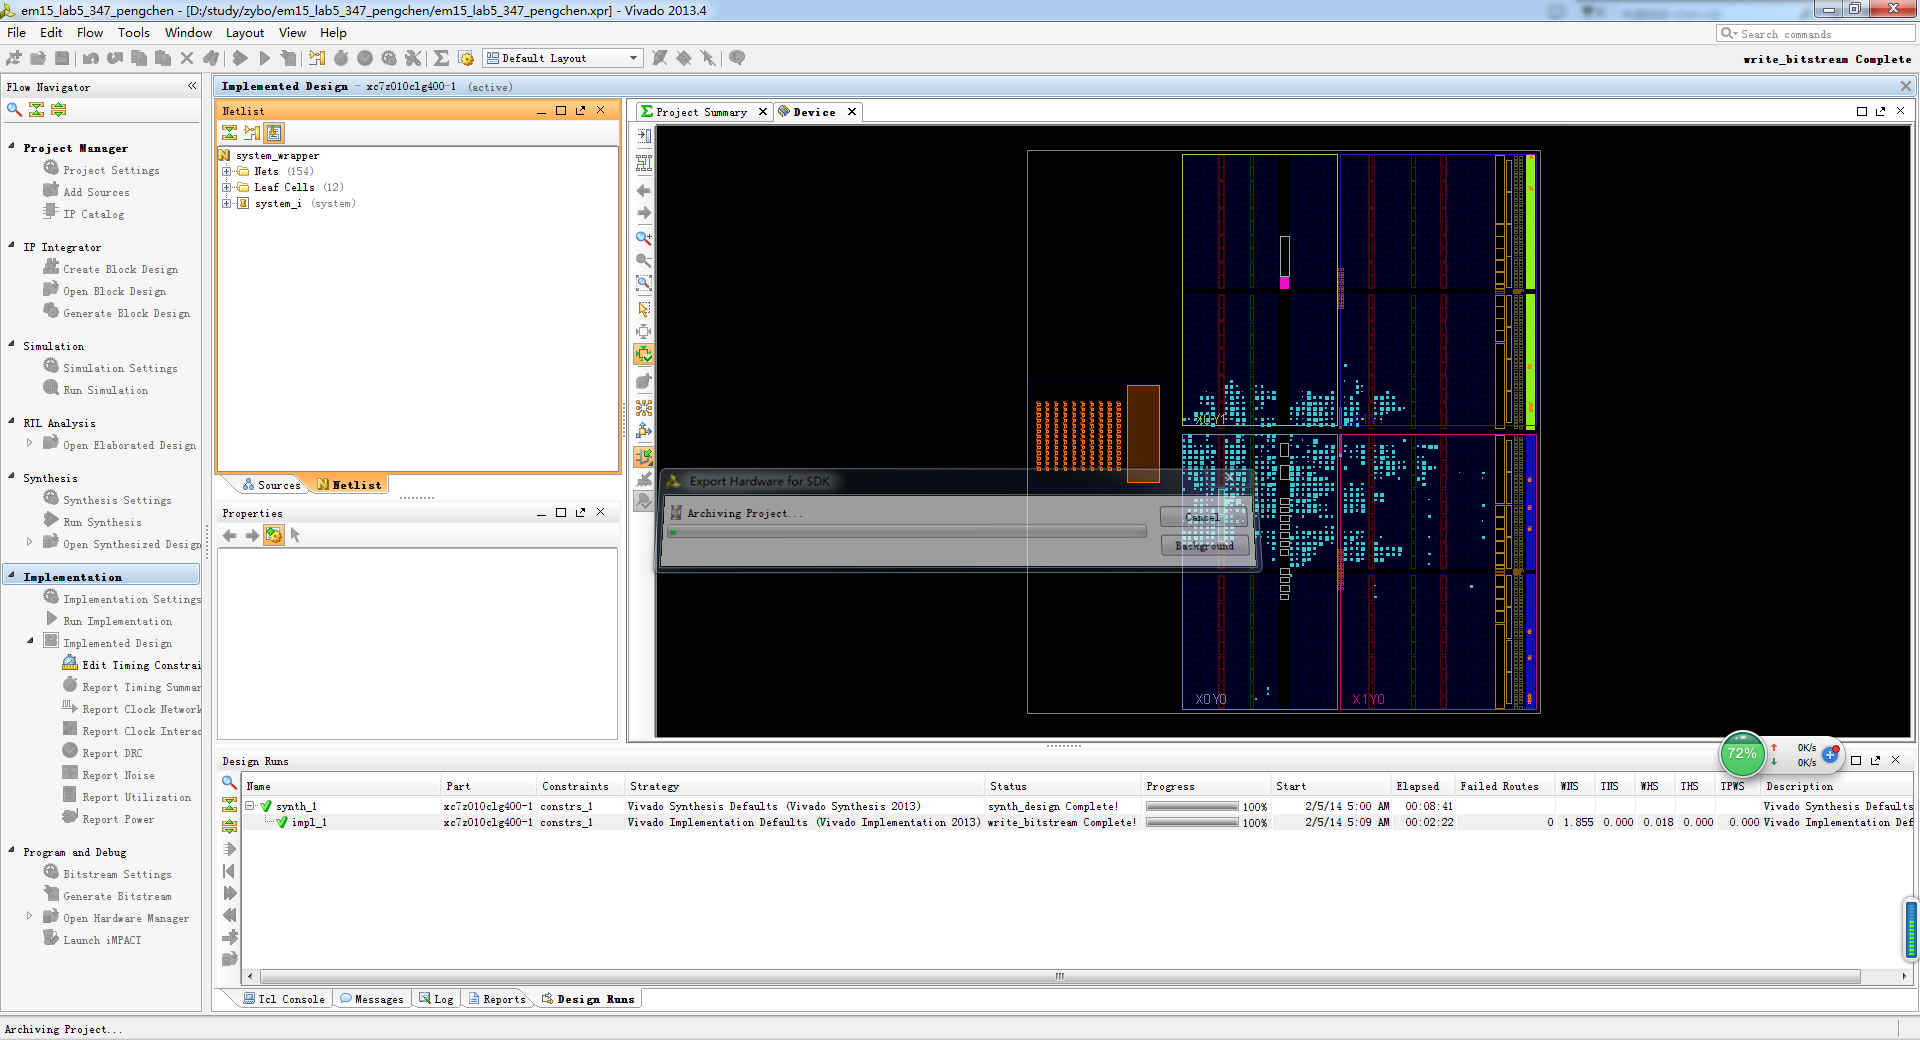 em15_lab5_347_pengchen - [D:/study/zybo/em15_lab5_347_pengchen/em15_lab5_347_pengchen.xpr] - Vivado 2013.4
File Edit Flow Tools Window Layout View Help
Search commands
Default Layout
write_bitstream Complete
Flow Navigator
Project Manager
Project Settings
Add Sources
IP Catalog
IP Integrator
Create Block Design
Open Block Design
Generate Block Design
Simulation
Simulation Settings
Run Simulation
RTL Analysis
Open Elaborated Design
Synthesis
Synthesis Settings
Run Synthesis
Open Synthesized Design
Implementation
Implementation Settings
Run Implementation
Implemented Design
Edit Timing Constrai
Report Timing Summar
Report Clock Network
Report Clock Interac
Report DRC
Report Noise
Report Utilization
Report Power
Program and Debug
Bitstream Settings
Generate Bitstream
Open Hardware Manager
Launch iMPACT
Implemented Design - xc7z010clg400-1 (active)
Netlist
system_wrapper
Nets (154)
Leaf Cells (12)
system_i (system)
Sources Netlist
Properties
Project Summary Device
X0Y1
X0Y0 X1Y0
Export Hardware for SDK
Archiving Project...
Cancel
Background
72% 0K/s
0K/s
Design Runs
Name Part Constraints Strategy Status Progress Start Elapsed Failed Routes WNS TNS WHS THS TPWS Description
synth_1 xc7z010clg400-1 constrs_1 Vivado Synthesis Defaults (Vivado Synthesis 2013) synth_design Complete! 100% 2/5/14 5:00 AM 00:08:41 Vivado Synthesis Defaults
impl_1 xc7z010clg400-1 constrs_1 Vivado Implementation Defaults (Vivado Implementation 2013) write_bitstream Complete! 100% 2/5/14 5:09 AM 00:02:22 0 1.855 0.000 0.018 0.000 0.000 Vivado Implementation Def
Tcl Console Messages Log Reports Design Runs
Archiving Project...